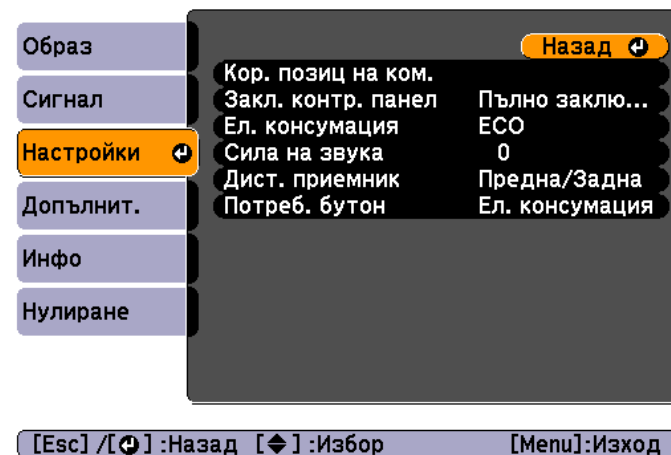 Образ
Сигнал
Настройки
Допълнит.
Инфо
Нулиране
Назад
Кор. позиц на ком.
Закл. контр. панел Пълно заклю...
Ел. консумация ECO
Сила на звука 0
Дист. приемник Предна/Задна
Потреб. бутон Ел. консумация
[Esc] /[ ] :Назад [ ] :Избор [Menu]:Изход